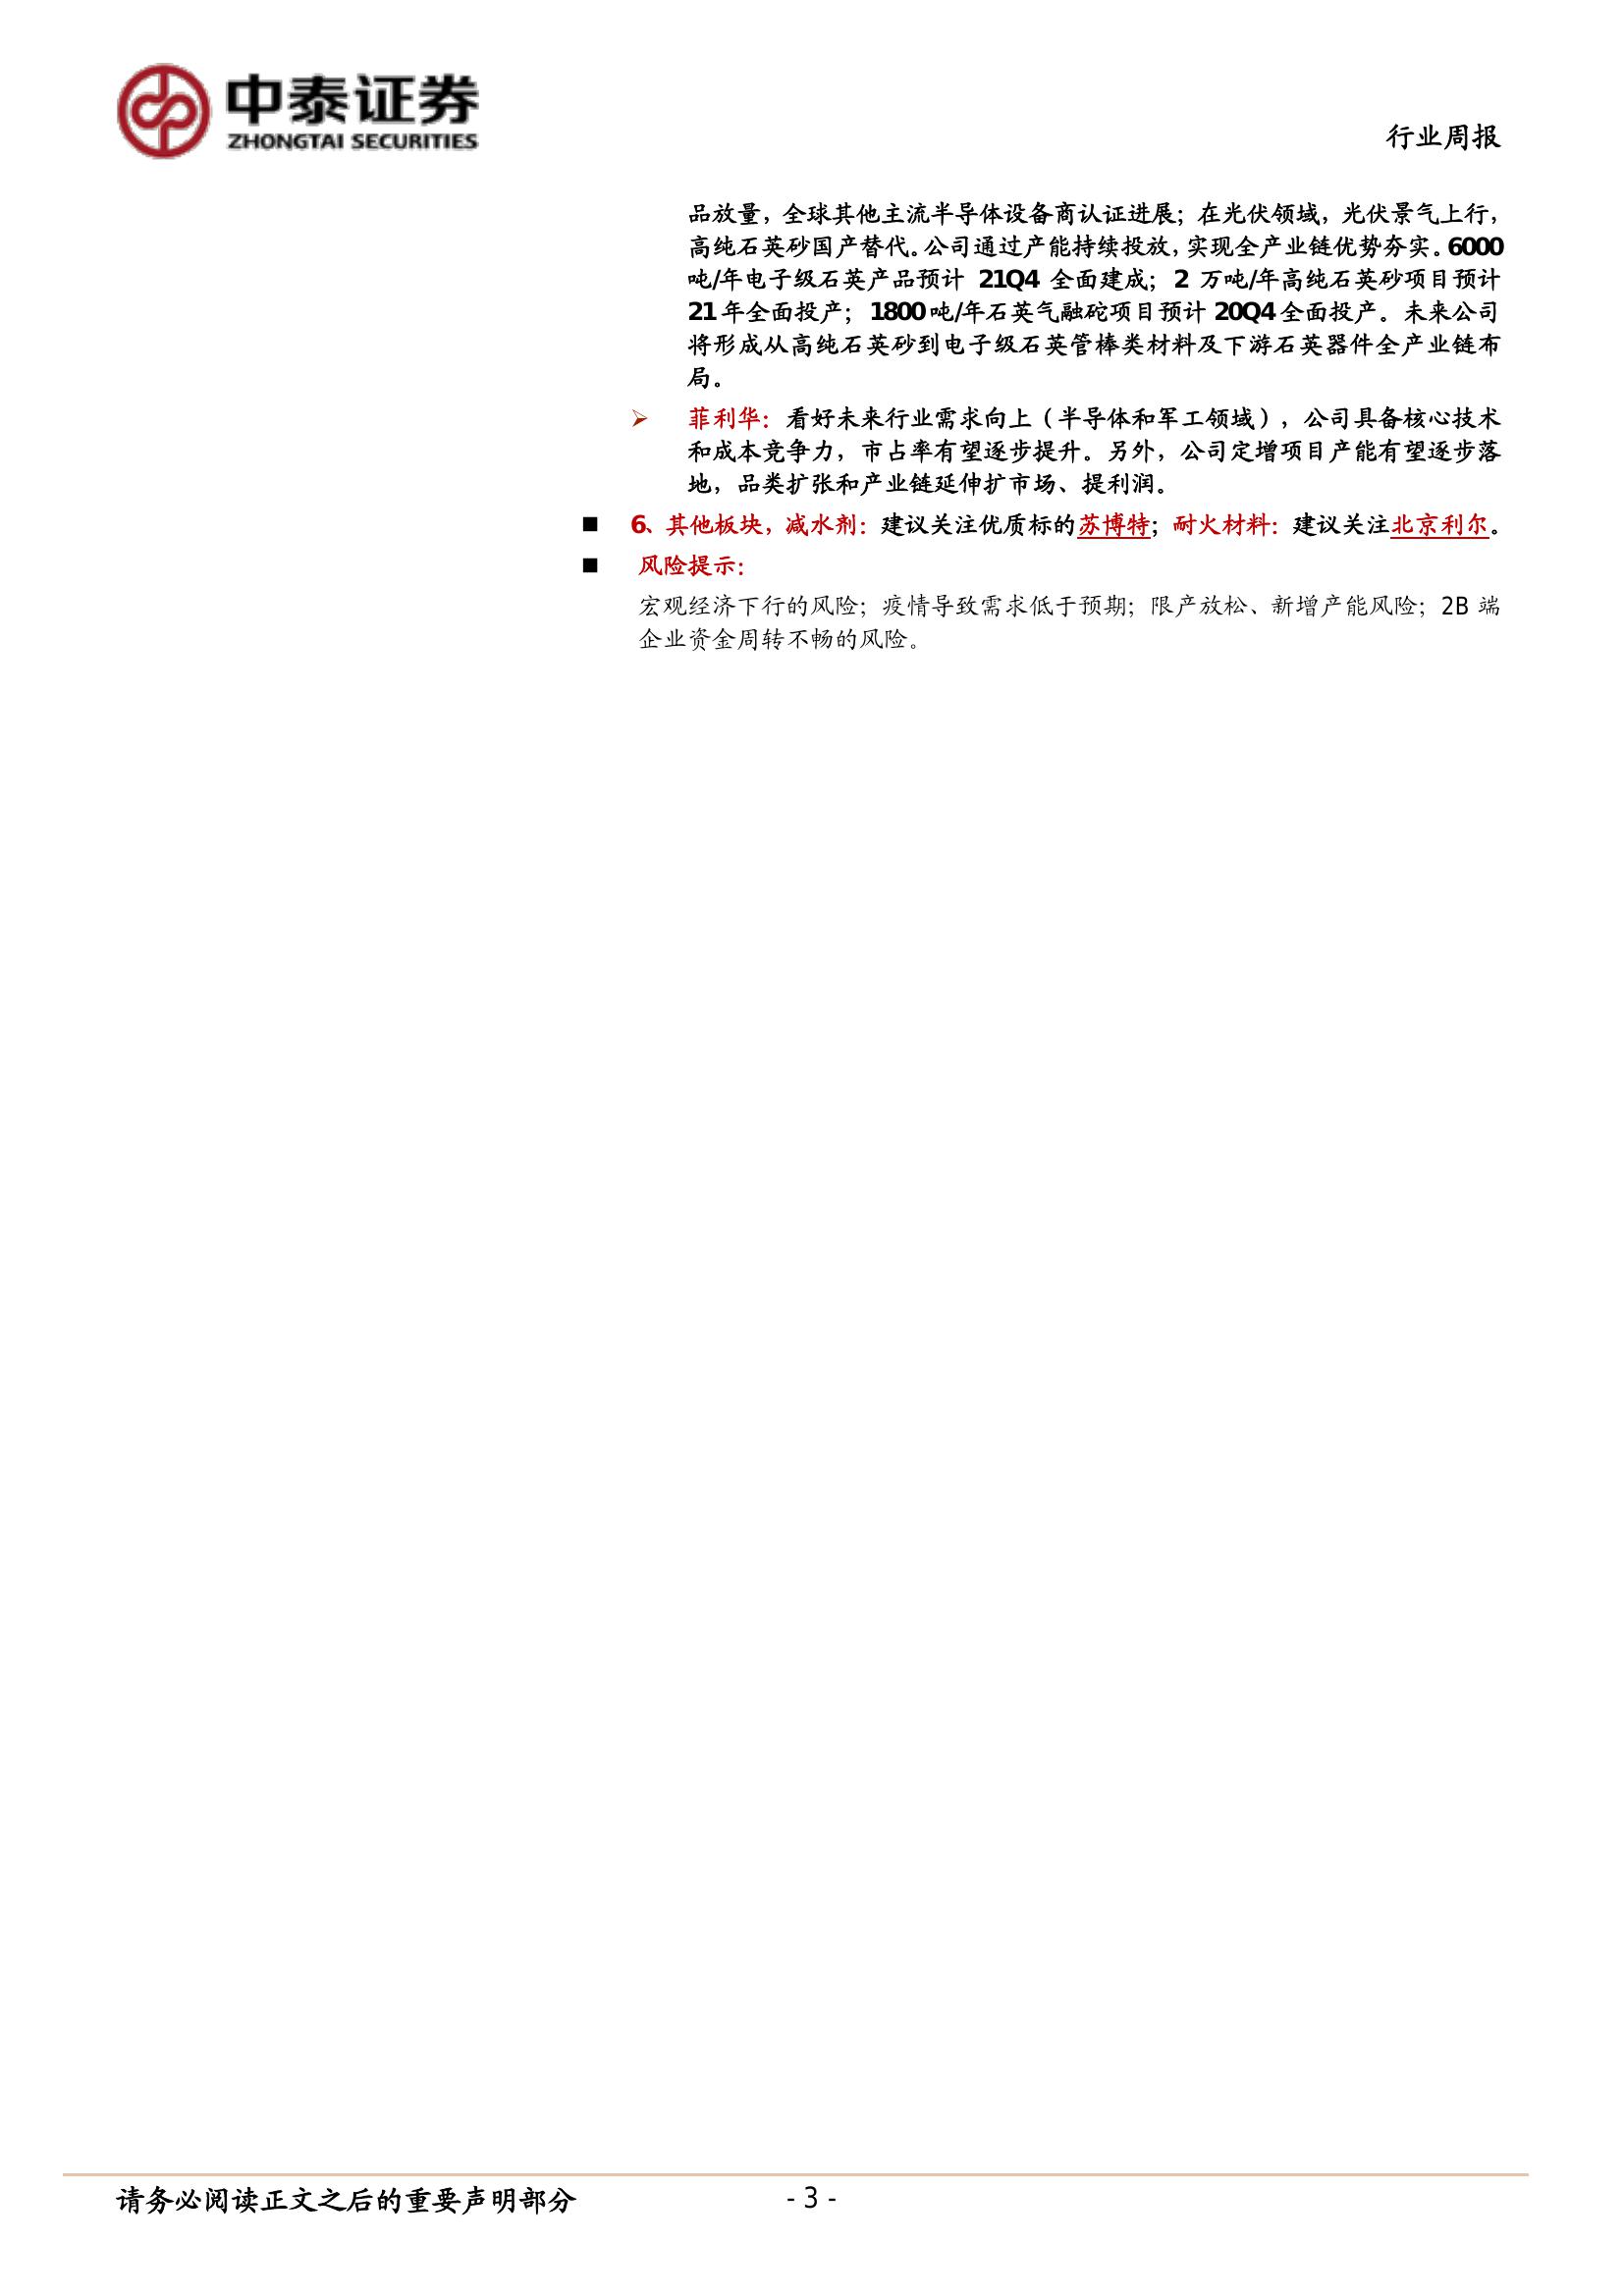 中泰证券
ZHONGTAI SECURITIES
行业周报
品放量，全球其他主流半导体设备商认证进展；在光伏领域，光伏景气上行，
高纯石英砂国产替代。公司通过产能持续投放，实现全产业链优势夯实。6000
吨/年电子级石英产品预计 21Q4 全面建成；2 万吨/年高纯石英砂项目预计
21 年全面投产；1800 吨/年石英气融砣项目预计 20Q4 全面投产。未来公司
将形成从高纯石英砂到电子级石英管棒类材料及下游石英器件全产业链布
局。
➢ 菲利华：看好未来行业需求向上（半导体和军工领域），公司具备核心技术
和成本竞争力，市占率有望逐步提升。另外，公司定增项目产能有望逐步落
地，品类扩张和产业链延伸扩市场、提利润。
■ 6、其他板块，减水剂：建议关注优质标的苏博特；耐火材料：建议关注北京利尔。
■ 风险提示：
宏观经济下行的风险；疫情导致需求低于预期；限产放松、新增产能风险；2B 端
企业资金周转不畅的风险。
请务必阅读正文之后的重要声明部分
- 3 -